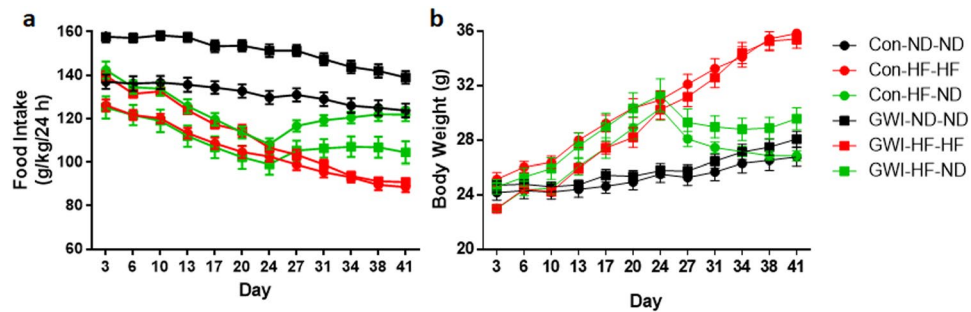 a
Food Intake
(g/kg/24 h)
160
140
120
100
80
60
3 6 10 13 17 20 24 27 31 34 38 41
Day
b
Body Weight (g)
36
32
28
24
20
3 6 10 13 17 20 24 27 31 34 38 41
Day
Con-ND-ND
Con-HF-HF
Con-HF-ND
GWI-ND-ND
GWI-HF-HF
GWI-HF-ND